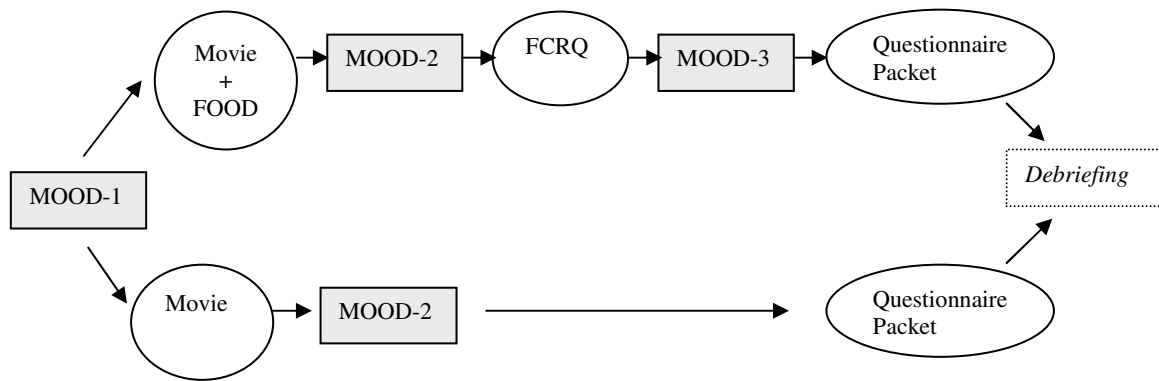 Movie
+
FOOD
MOOD-2
FCRQ
MOOD-3
Questionnaire
Packet
MOOD-1
Debriefing
Movie
MOOD-2
Questionnaire
Packet